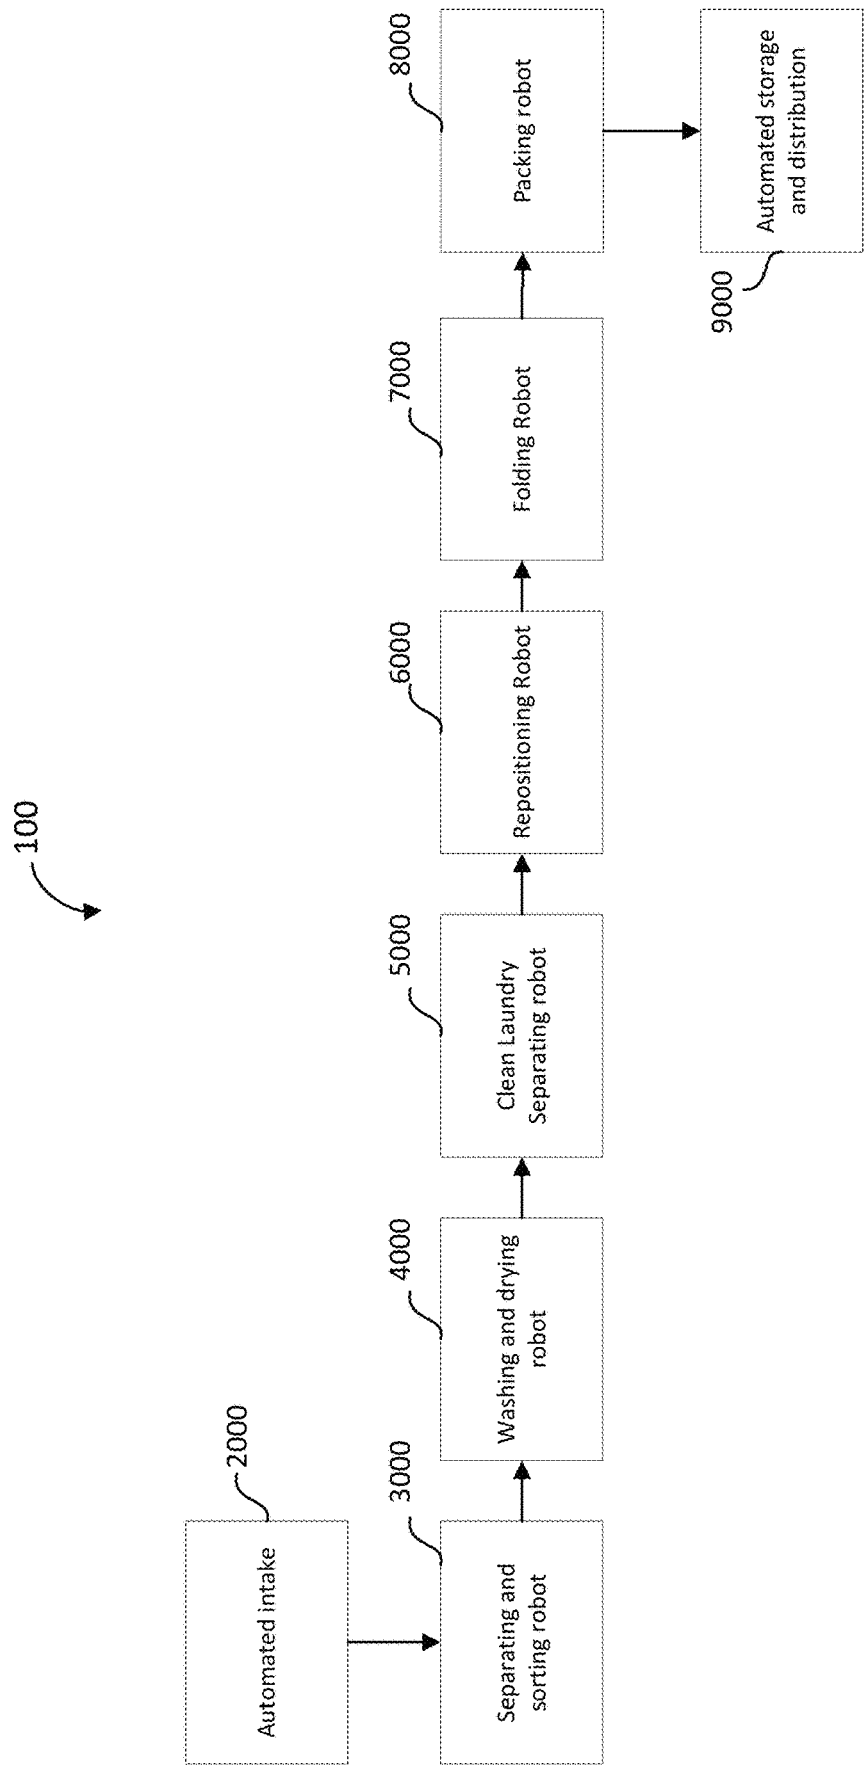 100
2000
Automated intake
3000
Separating and
sorting robot
4000
Washing and drying
robot
5000
Clean Laundry
Separating robot
6000
Repositioning Robot
7000
Folding Robot
8000
Packing robot
9000
Automated storage
and distribution